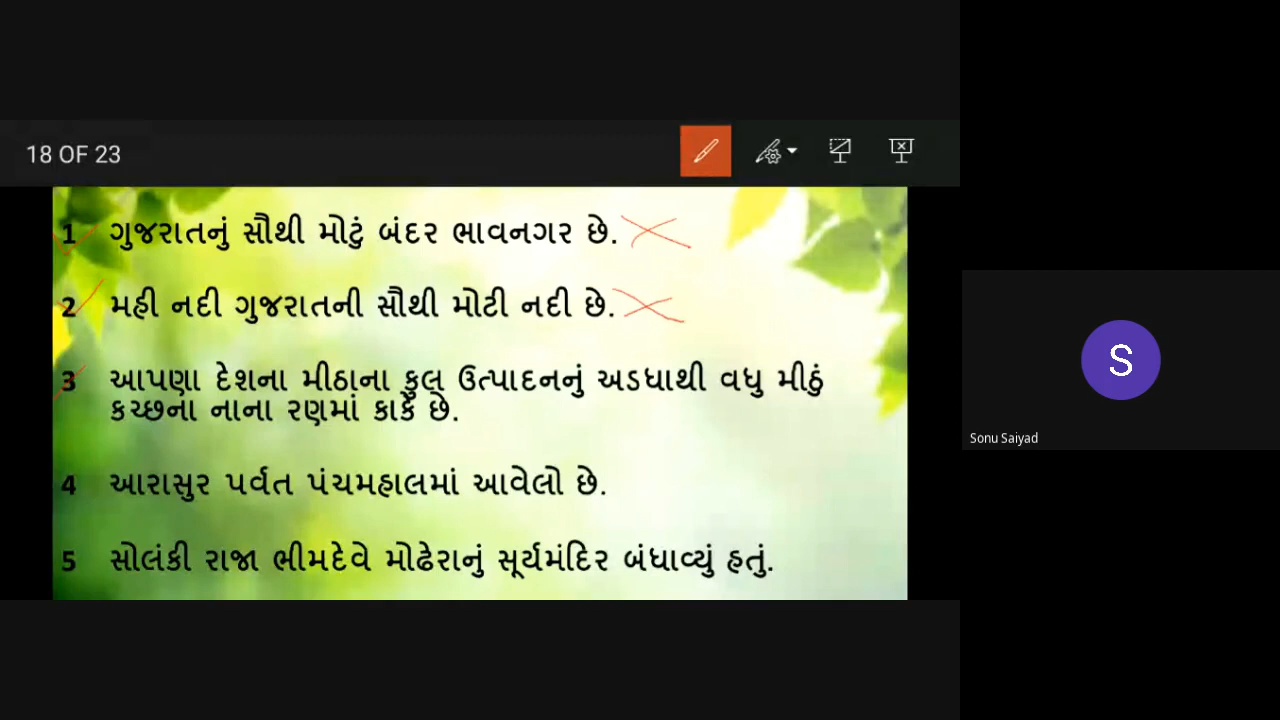 18 OF 23
1 ગુજરાતનું સૌથી મોટું બંદર ભાવનગર છે.
2 મહી નદી ગુજરાતની સૌથી મોટી નદી છે.
3 આપણા દેશના મીઠાના કુલ ઉત્પાદનનું અડધાથી વધુ મીઠું
કચ્છના નાના રણમાં કાકે છે.
4 આરાસુર પર્વત પંચમહાલમાં આવેલો છે.
5 સોલંકી રાજા ભીમદેવે મોઢેરાનું સૂર્યમંદિર બંધાવ્યું હતું.
S
Sonu Saiyad